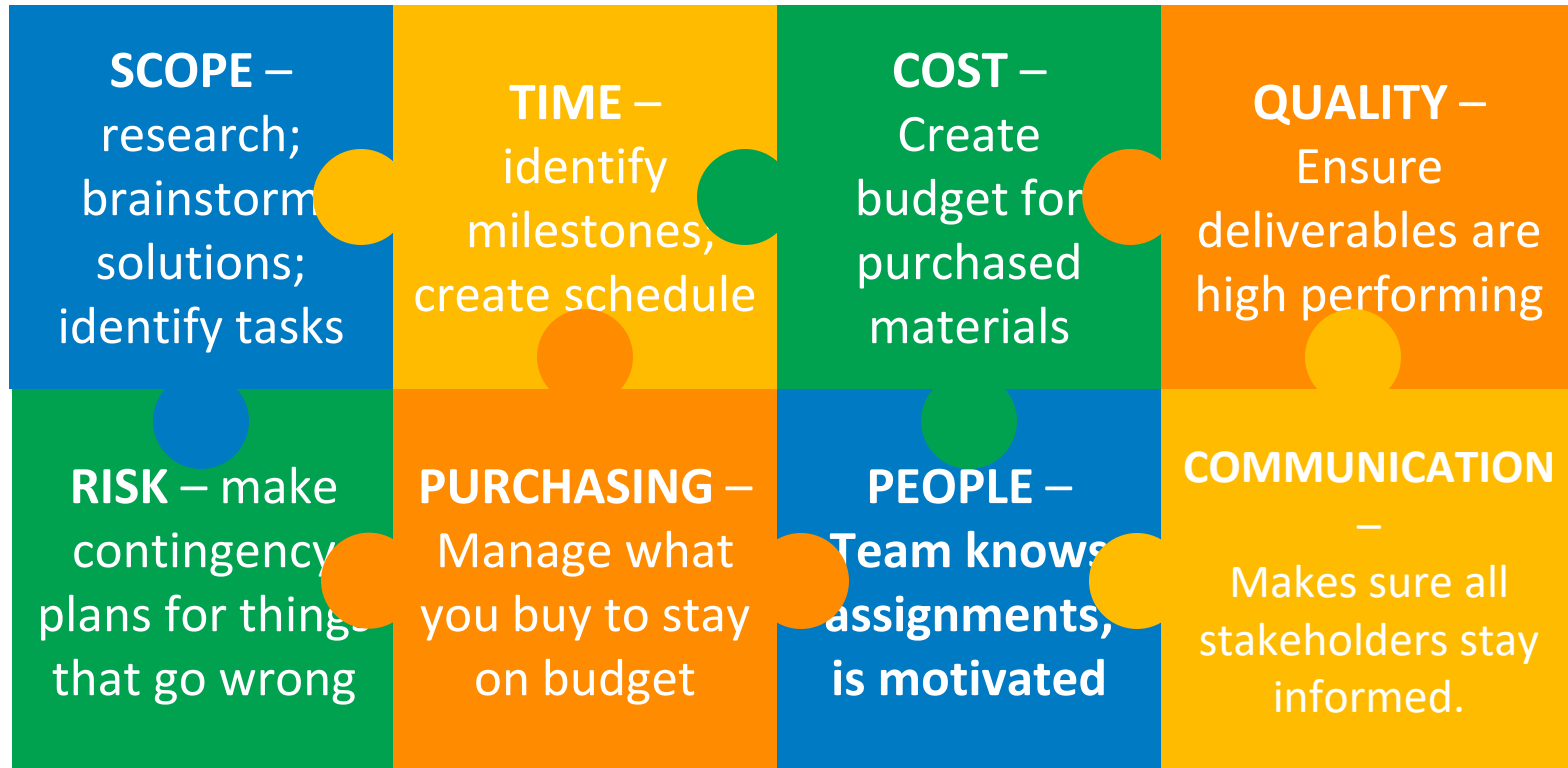 SCOPE –
research;
brainstorm
solutions;
identify tasks
TIME –
identify
milestones;
create schedule
COST –
Create
budget for
purchased
materials
QUALITY –
Ensure
deliverables are
high performing
RISK – make
contingency
plans for things
that go wrong
PURCHASING –
Manage what
you buy to stay
on budget
PEOPLE –
Team knows
assignments,
is motivated
COMMUNICATION
–
Makes sure all
stakeholders stay
informed.